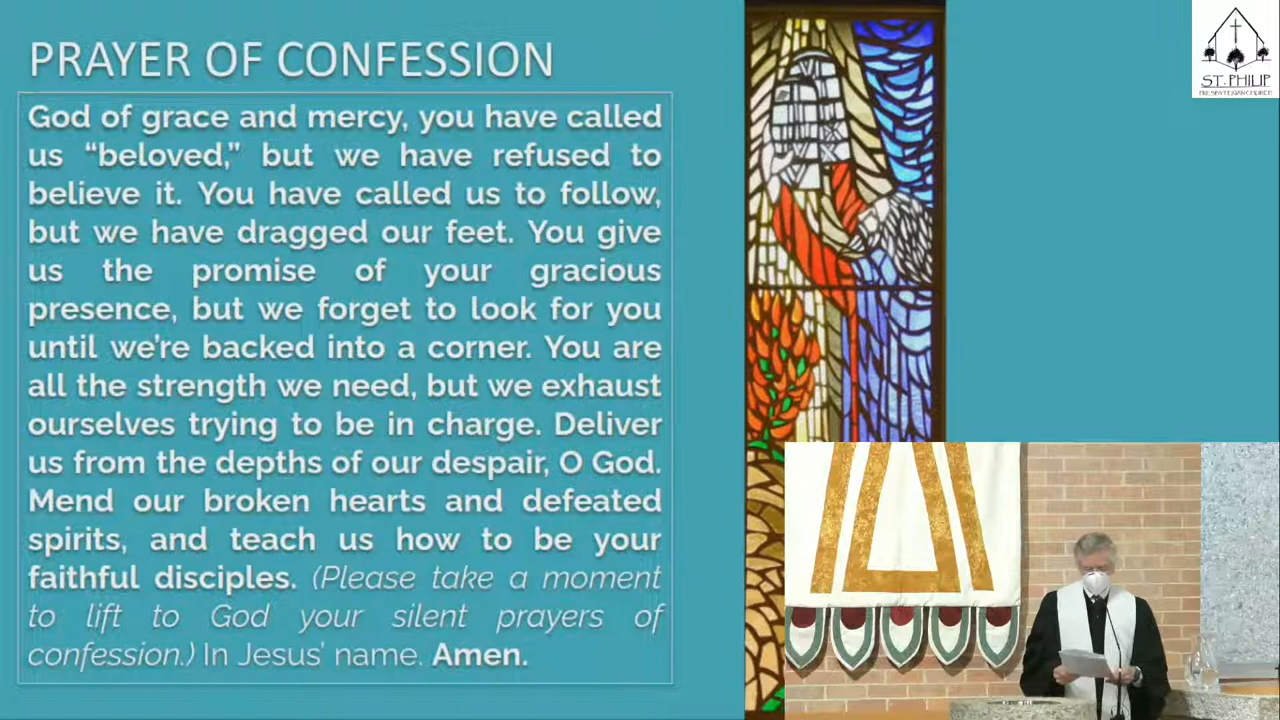 PRAYER OF CONFESSION
God of grace and mercy, you have called
us “beloved,” but we have refused to
believe it. You have called us to follow,
but we have dragged our feet. You give
us the promise of your gracious
presence, but we forget to look for you
until we’re backed into a corner. You are
all the strength we need, but we exhaust
ourselves trying to be in charge. Deliver
us from the depths of our despair, O God.
Mend our broken hearts and defeated
spirits, and teach us how to be your
faithful disciples. (Please take a moment
to lift to God your silent prayers of
confession.) In Jesus’ name. Amen.
ST. PHILIP
PRESBYTERIAN CHURCH